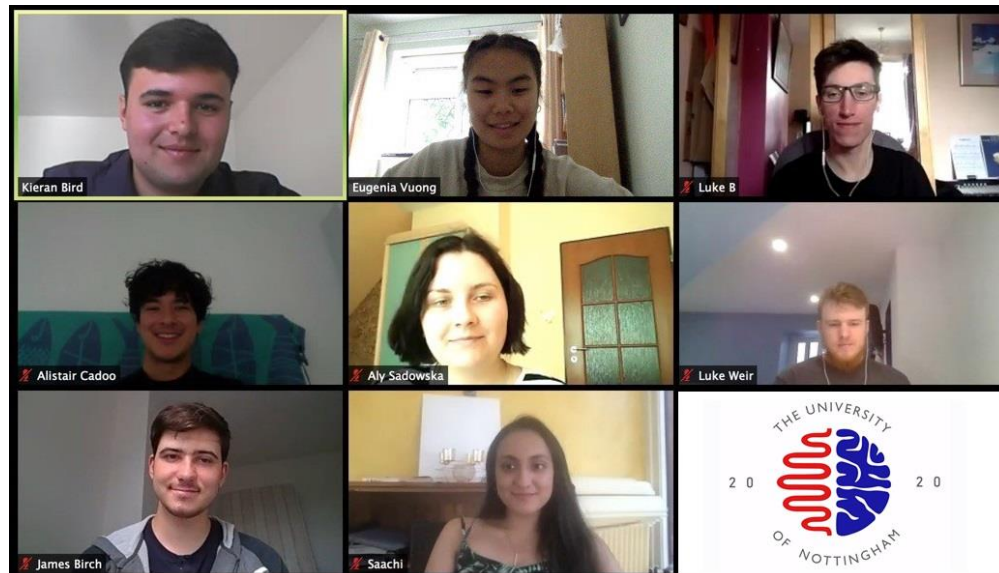 Kieran Bird
Eugenia Vuong
Luke B
Alistair Cadoo
Aly Sadowska
Luke Weir
James Birch
Saachi
THE UNIVERSITY
20 20
OF NOTTINGHAM